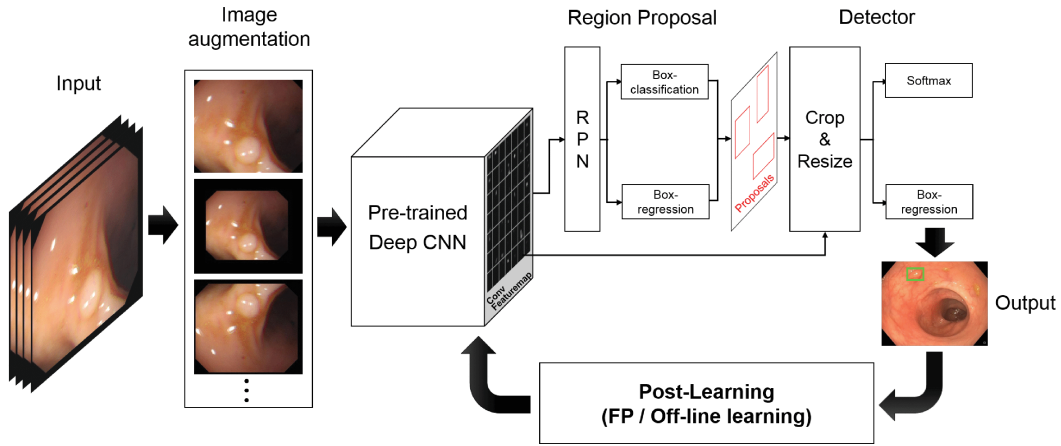 Input
Image
augmentation
⋮
Pre-trained
Deep CNN
Conv
Featuremap
Region Proposal
R
P
N
Box-
classification
Box-
regression
Proposals
Detector
Crop
&
Resize
Softmax
Box-
regression
Output
Post-Learning
(FP / Off-line learning)